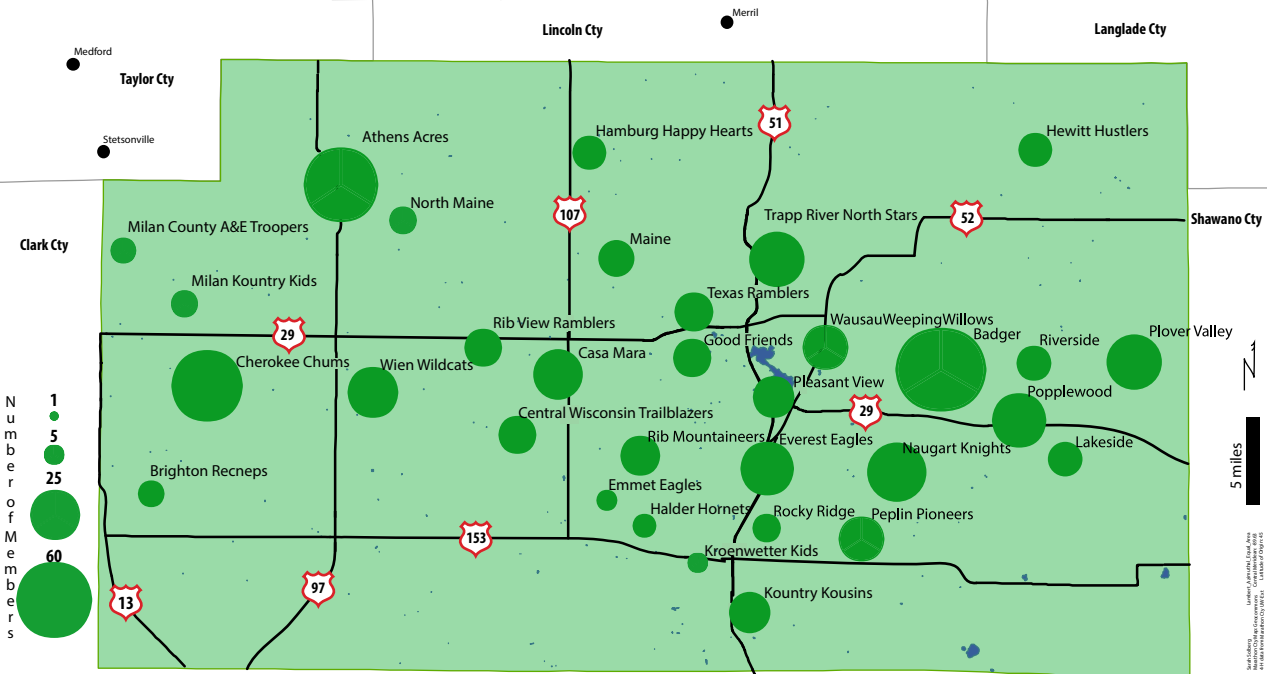 Merril
Lincoln Cty
Langlade Cty
Medford
Taylor Cty
Stetsonville
51
Athens Acres
Hamburg Happy Hearts
Hewitt Hustlers
North Maine
107
Trapp River North Stars
52
Shawano Cty
Milan County A&E Troopers
Clark Cty
Maine
Milan Kountry Kids
Texas Ramblers
29
Rib View Ramblers
WausauWeepingWillows
Good Friends
Badger
Riverside
Plover Valley
Cherokee Chums
Wien Wildcats
Casa Mara
Pleasant View
Popplewood
Number of Members
1
5
25
60
29
Central Wisconsin Trailblazers
Rib Mountaineers
Everest Eagles
Naugart Knights
Lakeside
Brighton Recneps
Emmet Eagles
Halder Hornets
Rocky Ridge
Peplin Pioneers
5 miles
153
Kroenwetter Kids
97
13
Kountry Kousins
N